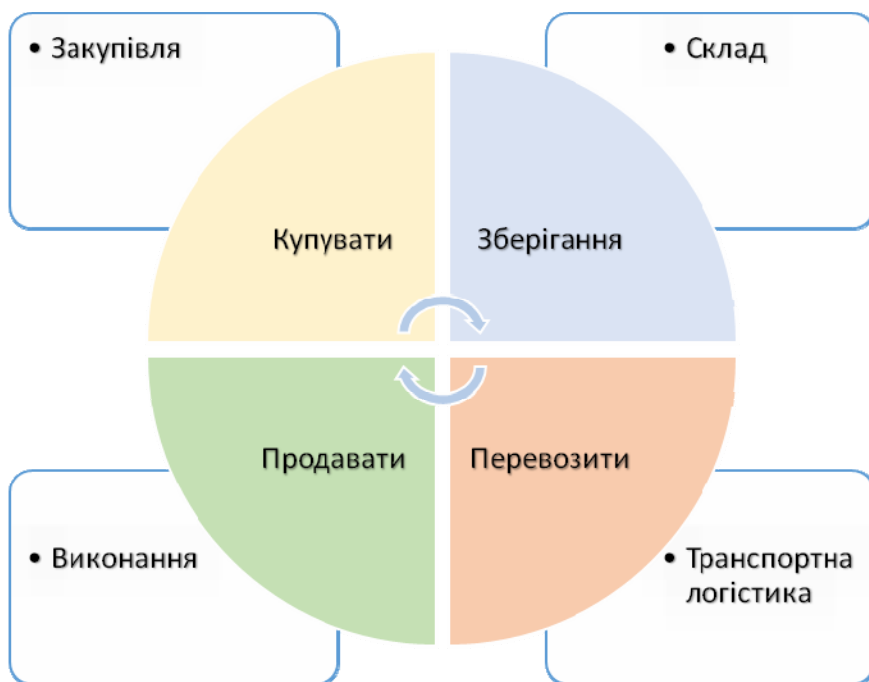 • Закупівля
• Склад
Купувати
Зберігання
Продавати
Перевозити
• Виконання
• Транспортна
логістика